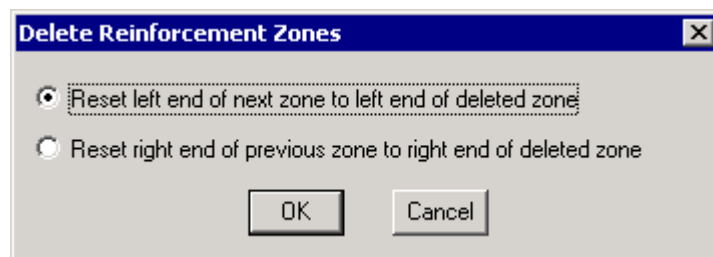 Delete Reinforcement Zones
Reset left end of next zone to left end of deleted zone
Reset right end of previous zone to right end of deleted zone
OK Cancel